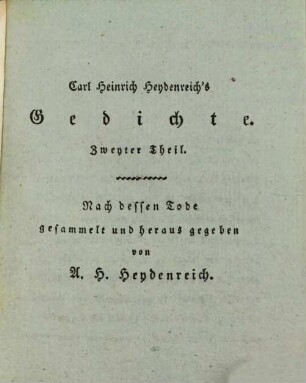 Carl Heinrich Heydenreich's
Gedichte.
Zweyter Theil.
Nach dessen Tode
gesammelt und heraus gegeben
von
A. H. Heydenreich.